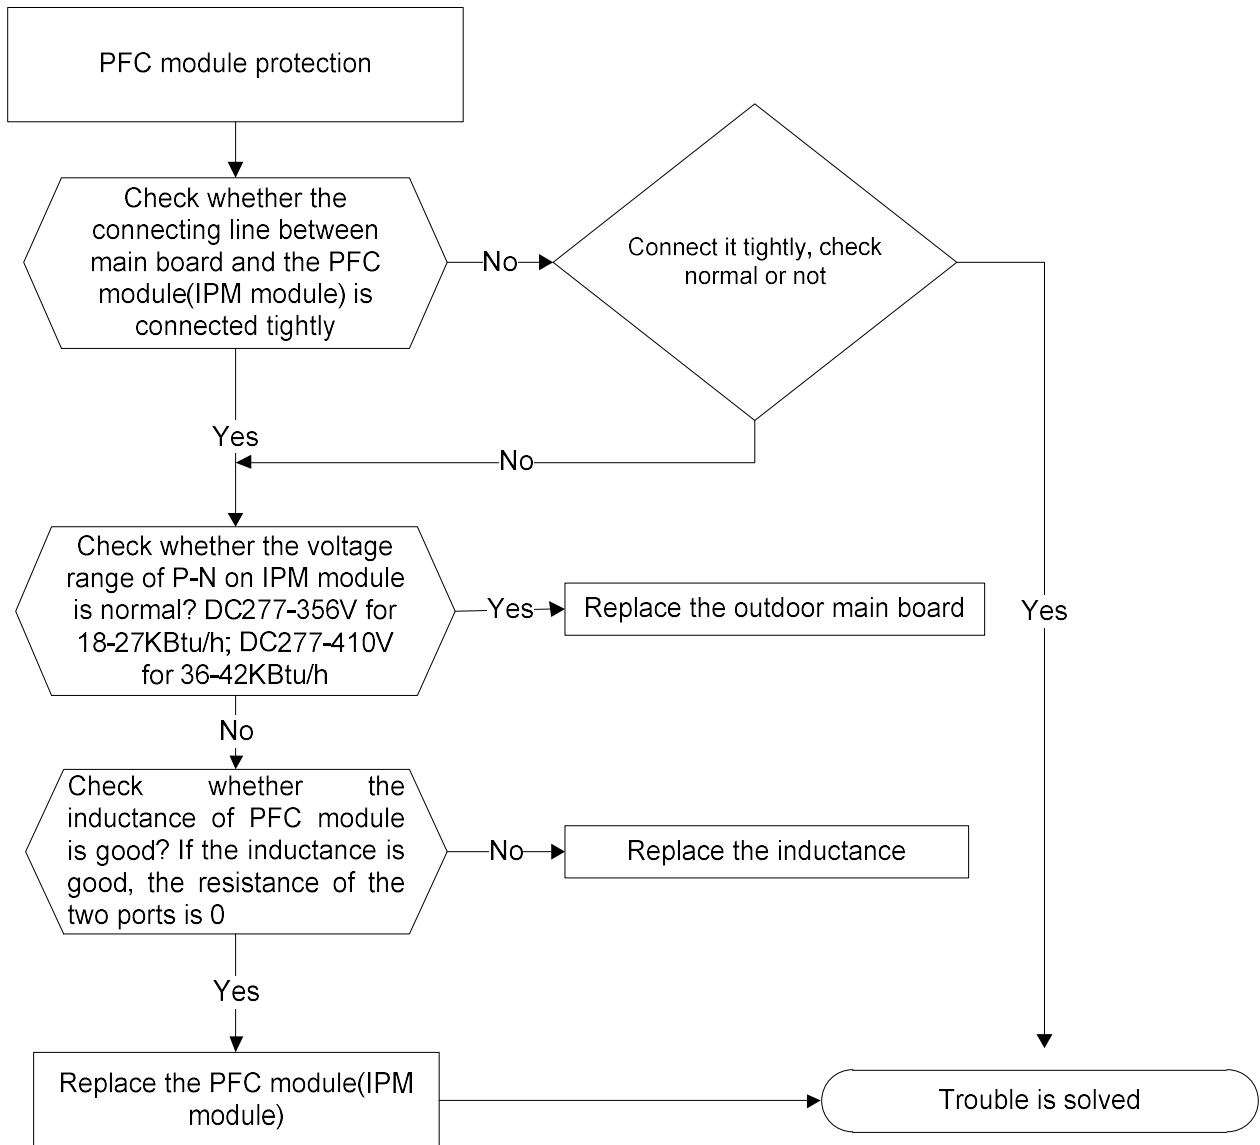 PFC module protection
Check whether the
connecting line between
main board and the PFC
module(IPM module) is
connected tightly
No
Connect it tightly, check
normal or not
Yes
No
Check whether the voltage
range of P-N on IPM module
is normal? DC277-356V for
18-27KBtu/h; DC277-410V
for 36-42KBtu/h
Yes
Replace the outdoor main board
Yes
No
Check whether the
inductance of PFC module
is good? If the inductance is
good, the resistance of the
two ports is 0
No
Replace the inductance
Yes
Replace the PFC module(IPM
module)
Trouble is solved